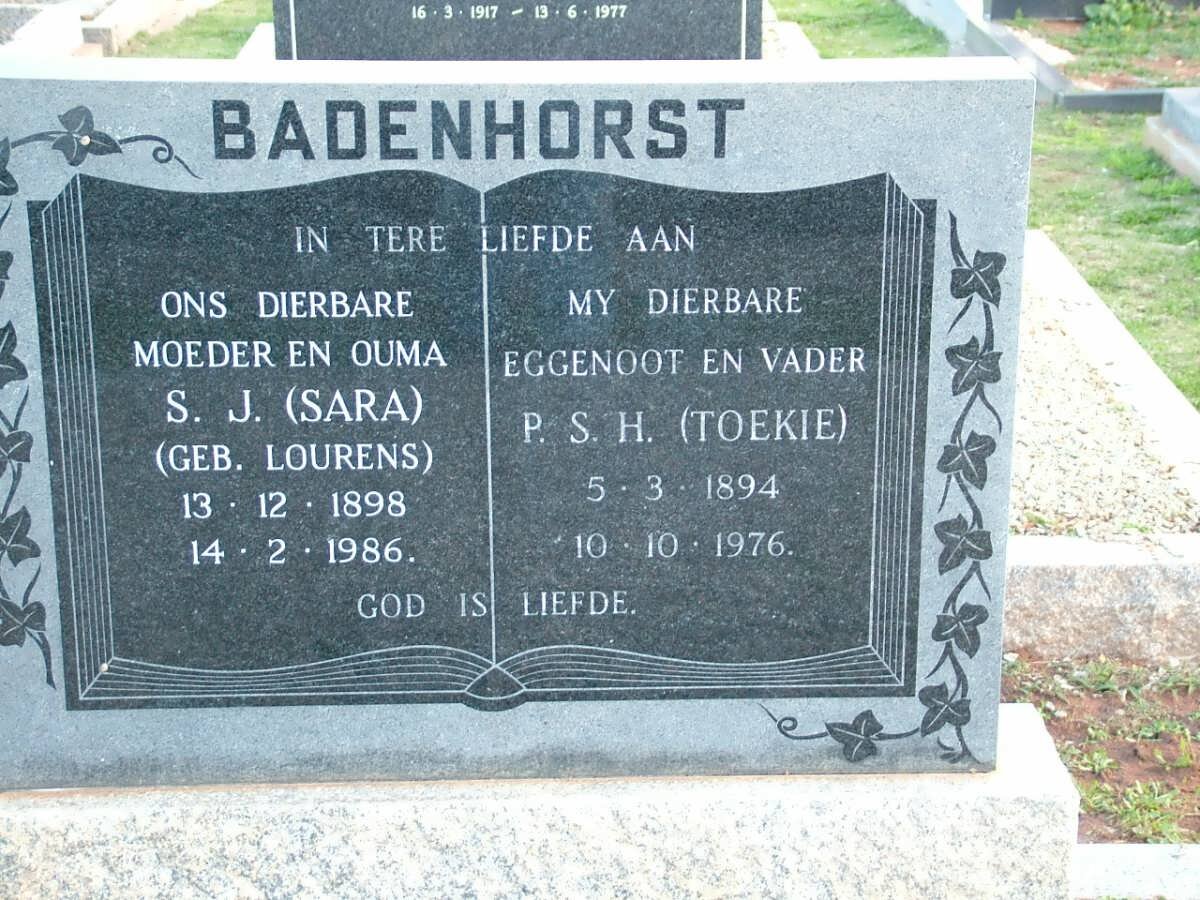 16·3·1917 – 13·6·1977
BADENHORST
IN TERE LIEFDE AAN
ONS DIERBARE
MOEDER EN OUMA
S. J. (SARA)
(GEB. LOURENS)
13·12·1898
14·2·1986.
MY DIERBARE
EGGENOOT EN VADER
P. S. H. (TOEKIE)
5·3·1894
10·10·1976.
GOD IS LIEFDE.